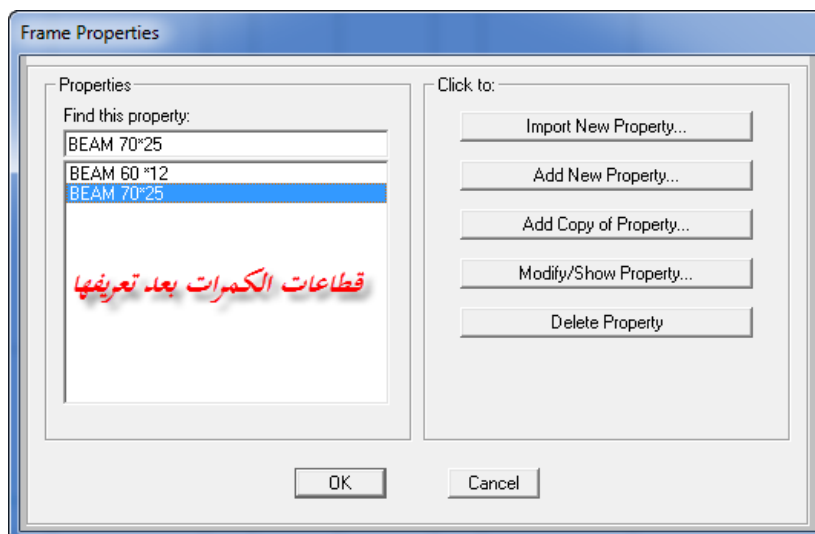 Frame Properties
Properties
Find this property:
BEAM 70*25
BEAM 60 *12
BEAM 70*25
قطاعات الكمرات بعد تعريفها
Click to:
Import New Property...
Add New Property...
Add Copy of Property...
Modify/Show Property...
Delete Property
OK
Cancel